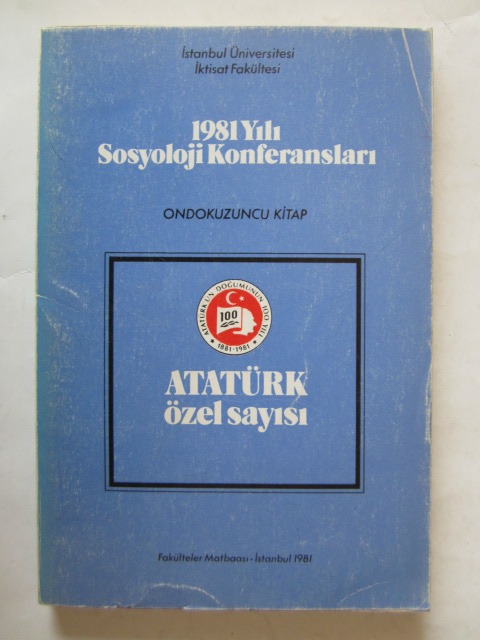 İstanbul Üniversitesi
İktisat Fakültesi
1981 Yılı
Sosyoloji Konferansları
ONDOKUZUNCU KİTAP
ATATÜRK'ÜN DOĞUMUNUN 100. YILI
100
1881-1981
ATATÜRK
özel sayısı
Fakülteler Matbaası - İstanbul 1981